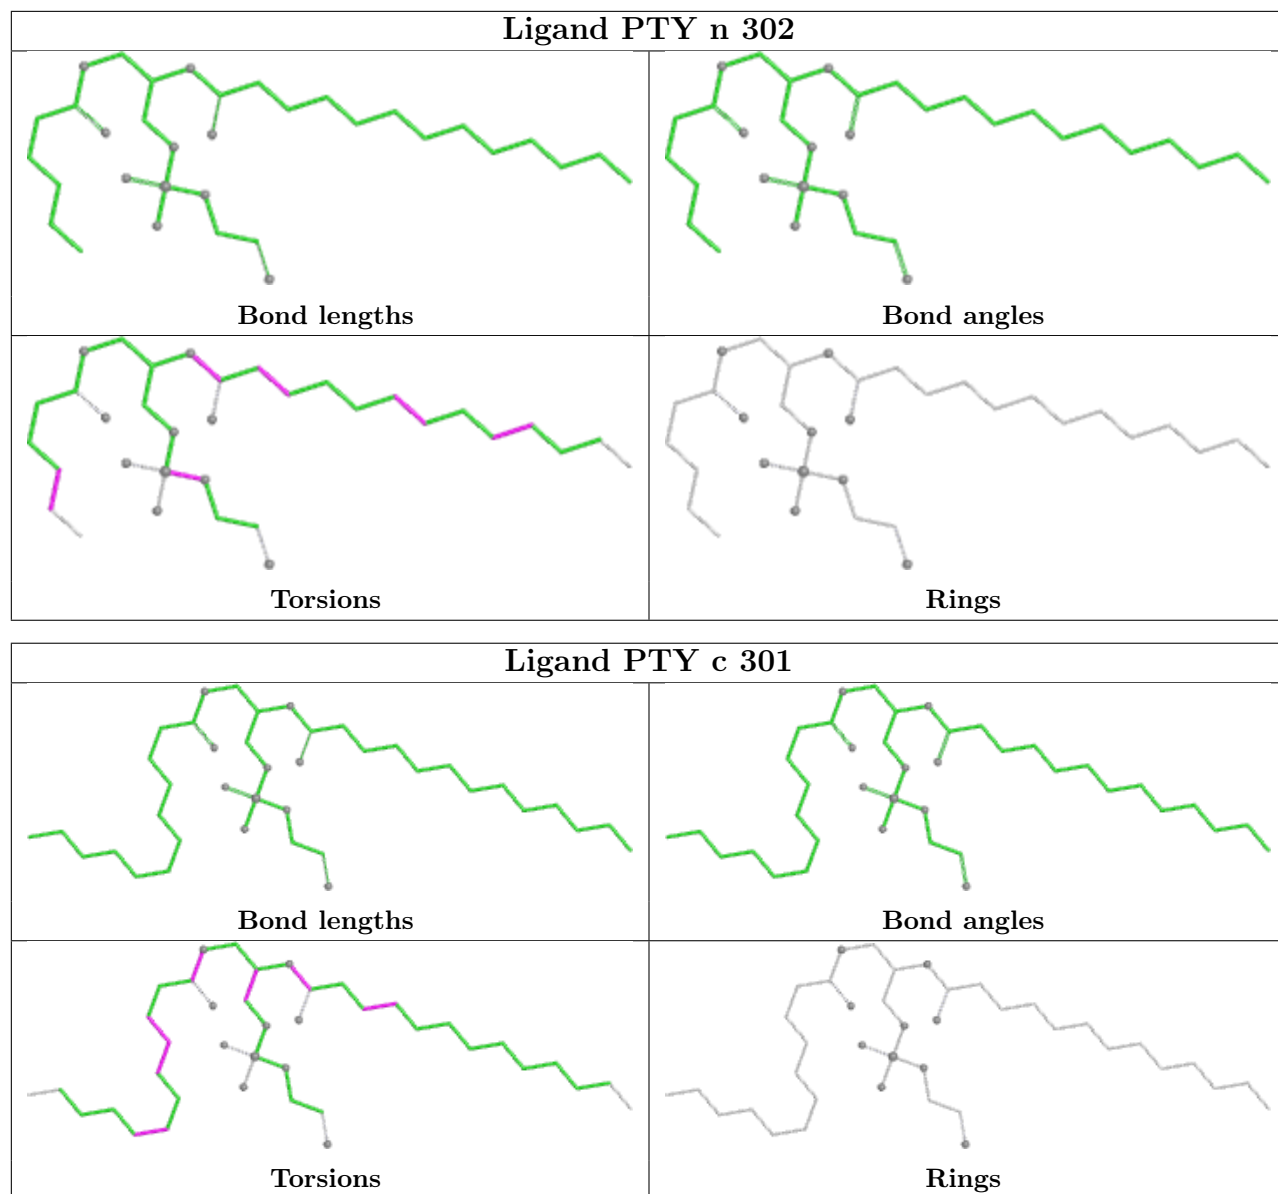 Ligand PTY n 302
Bond lengths
Bond angles
Torsions
Rings
Ligand PTY c 301
Bond lengths
Bond angles
Torsions
Rings